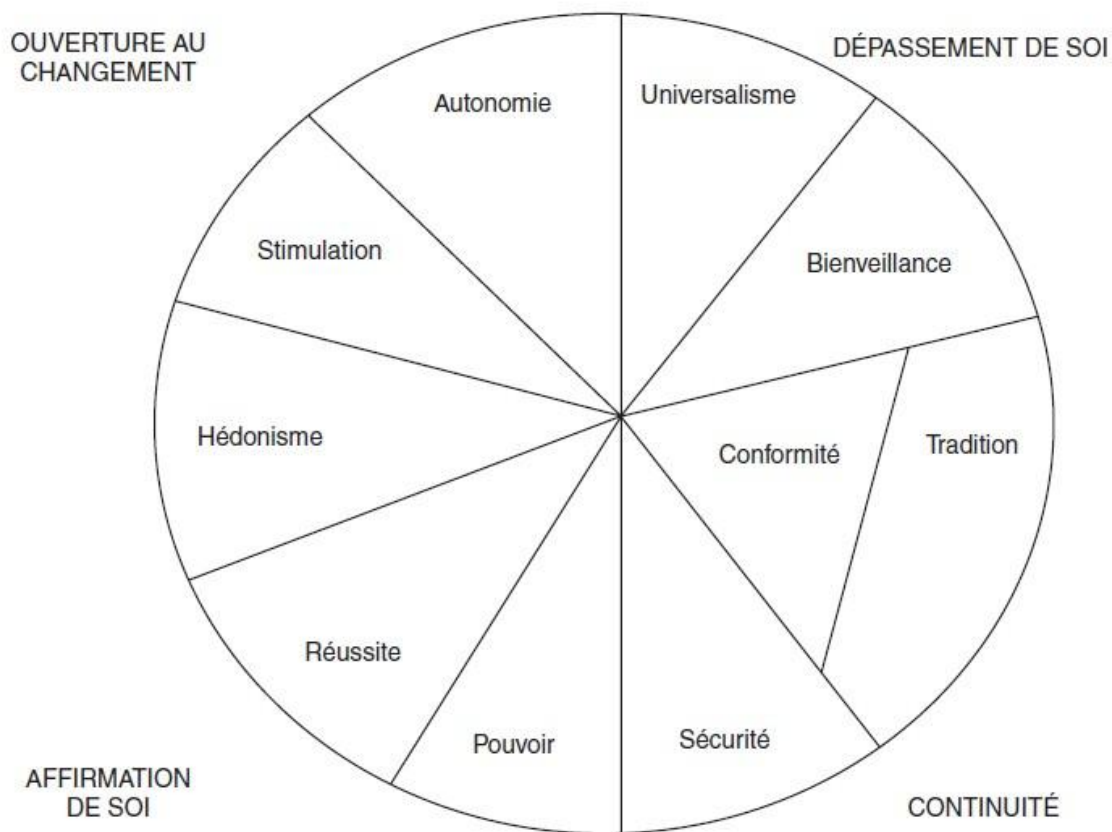 OUVERTURE AU
CHANGEMENT
DÉPASSEMENT DE SOI
Autonomie
Universalisme
Stimulation
Bienveillance
Hédonisme
Conformité
Tradition
Réussite
Pouvoir
Sécurité
AFFIRMATION
DE SOI
CONTINUITÉ